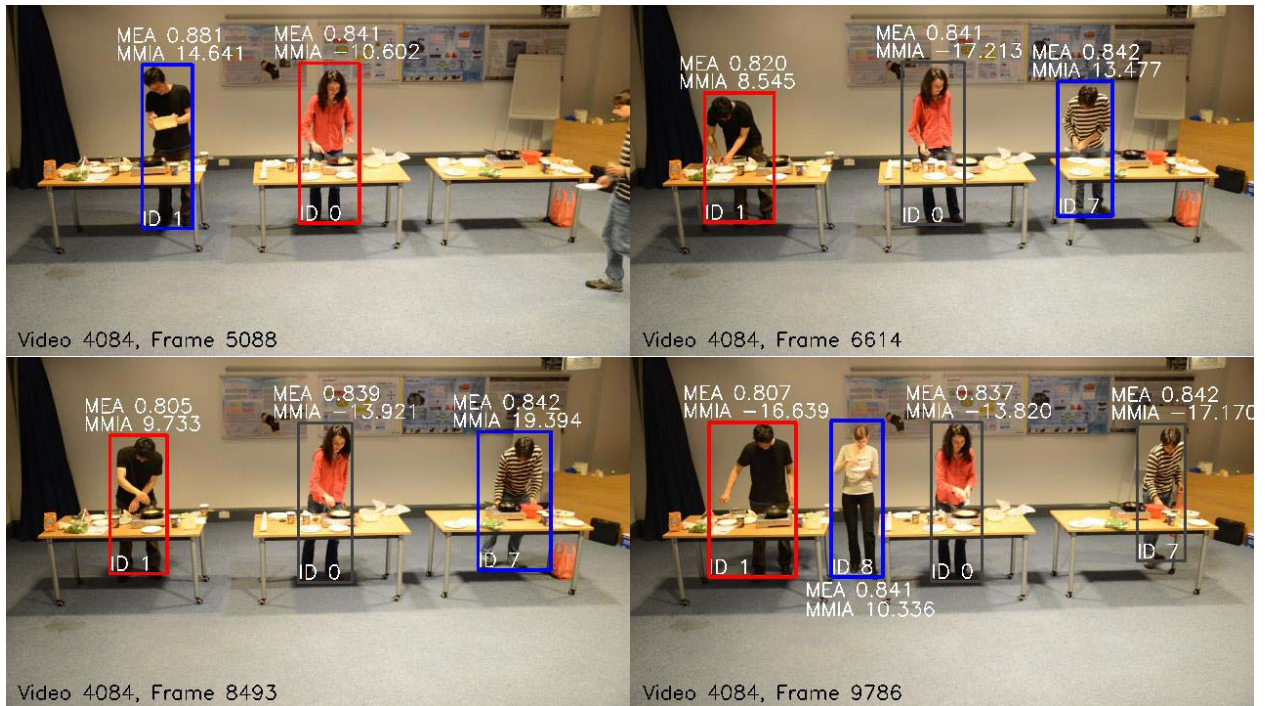 MEA 0.881
MMIA 14.641
MEA 0.841
MMIA -10.602
ID 1
ID 0
Video 4084, Frame 5088
MEA 0.820
MMIA 8.545
MEA 0.841
MMIA -17.213
MEA 0.842
MMIA 13.477
ID 1
ID 0
ID 7
Video 4084, Frame 6614
MEA 0.805
MMIA 9.733
MEA 0.839
MMIA -13.921
MEA 0.842
MMIA 19.394
ID 1
ID 0
ID 7
Video 4084, Frame 8493
MEA 0.807
MMIA -16.639
MEA 0.837
MMIA -13.820
MEA 0.842
MMIA -17.170
ID 1
ID 8
ID 0
ID 7
MEA 0.841
MMIA 10.336
Video 4084, Frame 9786